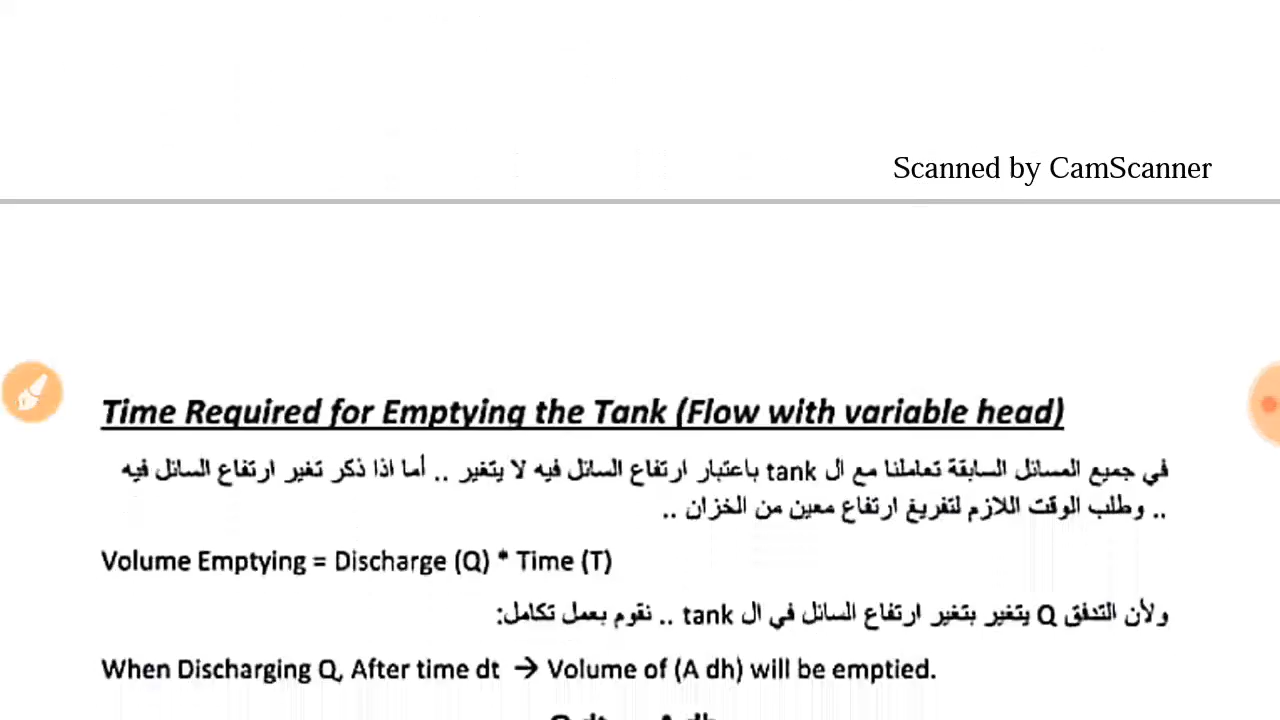 Scanned by CamScanner
Time Required for Emptying the Tank (Flow with variable head)
في جميع المسائل السابقة تعاملنا مع ال tank باعتبار ارتفاع السائل فيه لا يتغير .. أما اذا ذكر تغير ارتفاع السائل فيه
.. وطلب الوقت اللازم لتفريغ ارتفاع معين من الخزان ..
Volume Emptying = Discharge (Q) * Time (T)
ولأن التدفق Q يتغير بتغير ارتفاع السائل في ال tank .. نقوم بعمل تكامل:
When Discharging Q, After time dt → Volume of (A dh) will be emptied.